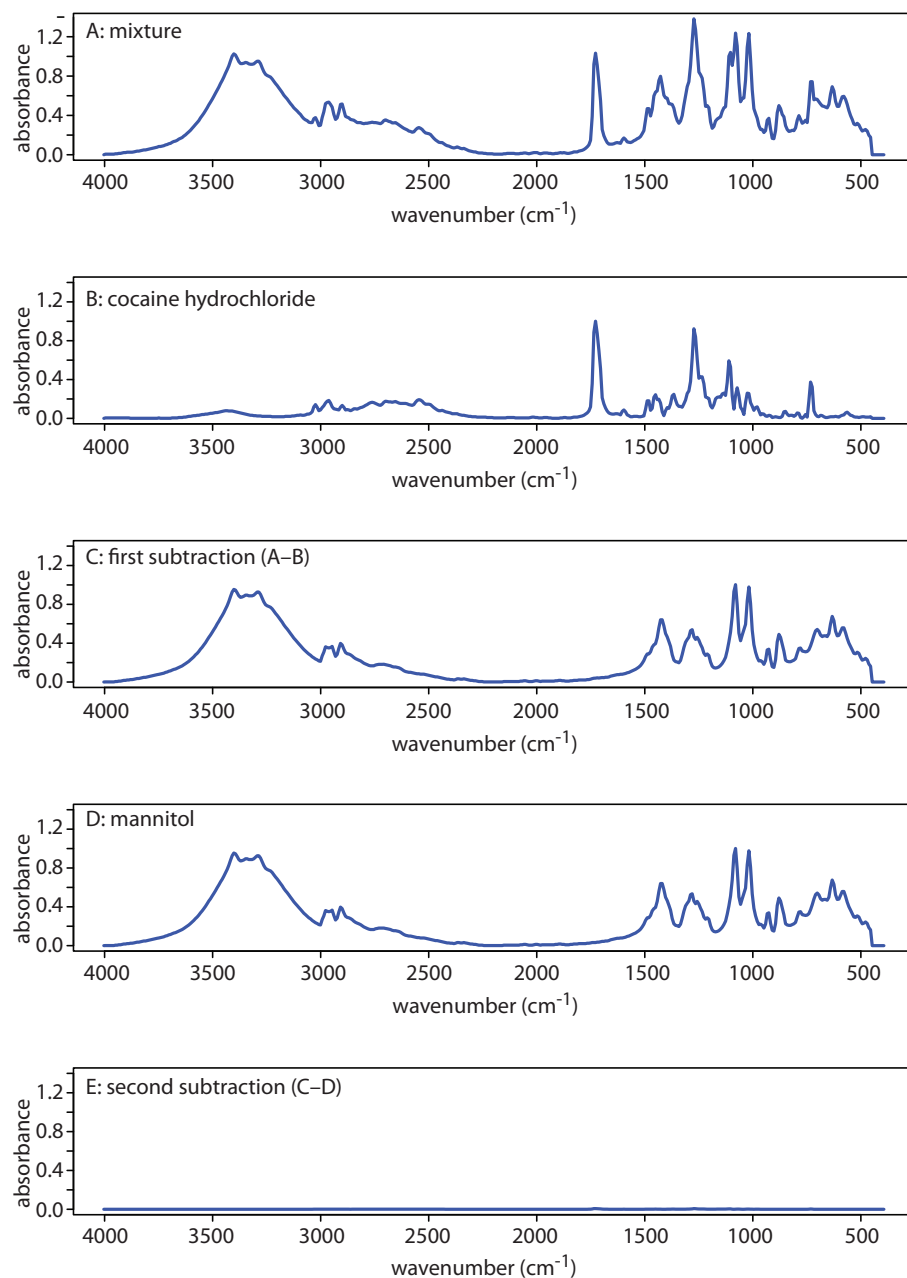 A: mixture
absorbance
1.2
0.8
0.4
0.0
4000 3500 3000 2500 2000 1500 1000 500
wavenumber (cm⁻¹)
B: cocaine hydrochloride
absorbance
1.2
0.8
0.4
0.0
4000 3500 3000 2500 2000 1500 1000 500
wavenumber (cm⁻¹)
C: first subtraction (A–B)
absorbance
1.2
0.8
0.4
0.0
4000 3500 3000 2500 2000 1500 1000 500
wavenumber (cm⁻¹)
D: mannitol
absorbance
1.2
0.8
0.4
0.0
4000 3500 3000 2500 2000 1500 1000 500
wavenumber (cm⁻¹)
E: second subtraction (C–D)
absorbance
1.2
0.8
0.4
0.0
4000 3500 3000 2500 2000 1500 1000 500
wavenumber (cm⁻¹)